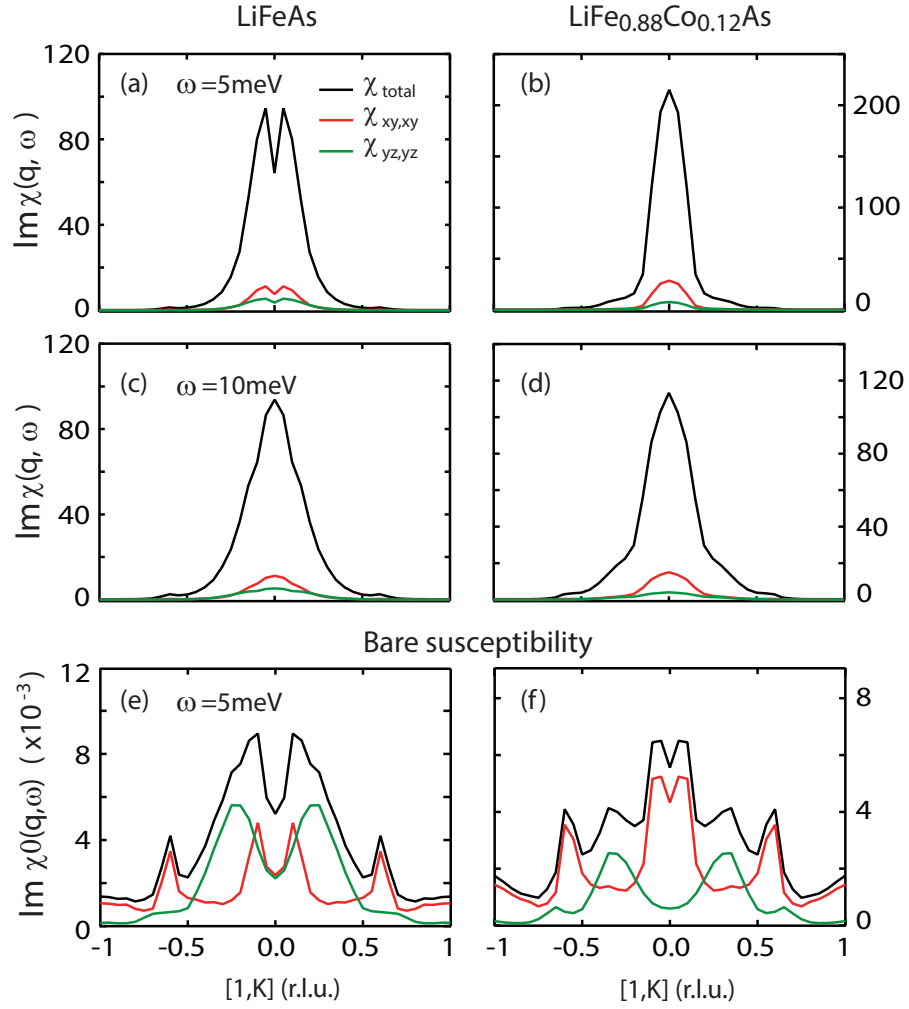 LiFeAs
LiFe0.88Co0.12As
(a) ω=5meV
χ total
χ xy,xy
χ yz,yz
Im χ(q, ω)
120
80
40
0
(b)
200
100
0
(c) ω=10meV
Im χ(q, ω)
120
80
40
0
(d)
120
80
40
0
Bare susceptibility
(e) ω=5meV
Im χ0(q,ω) (x10-3)
12
8
4
0
-1 -0.5 0.0 0.5 1
[1,K] (r.l.u.)
(f)
8
4
0
-1 -0.5 0.0 0.5 1
[1,K] (r.l.u.)